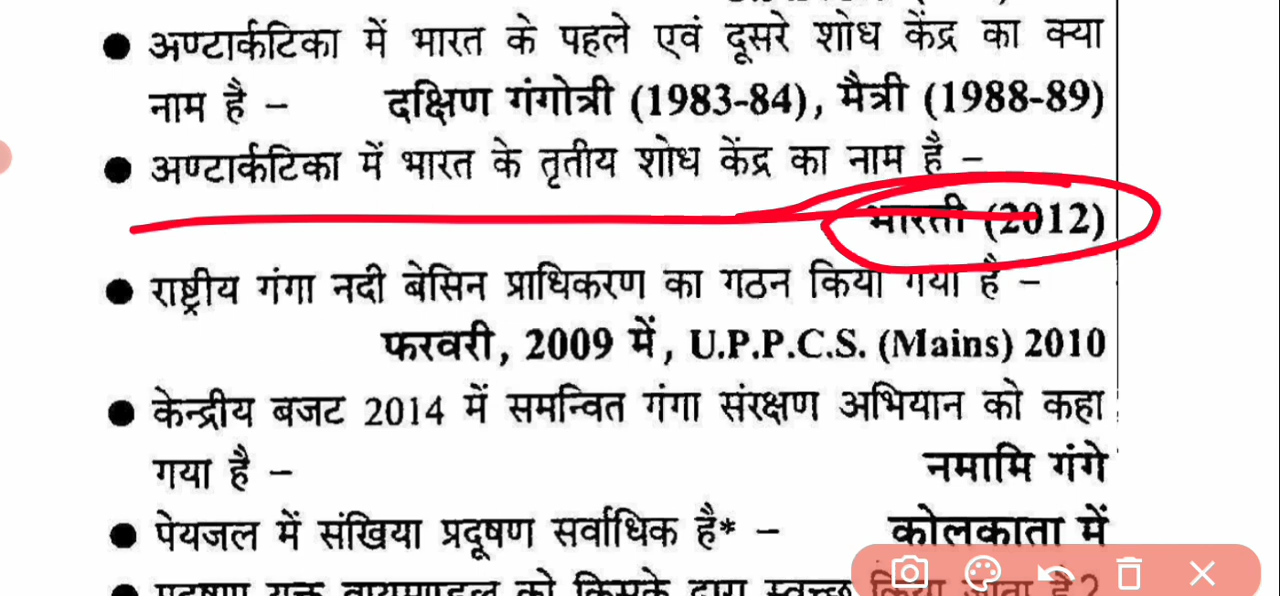 ● अण्टार्कटिका में भारत के पहले एवं दूसरे शोध केंद्र का क्या
नाम है – दक्षिण गंगोत्री (1983-84), मैत्री (1988-89)
● अण्टार्कटिका में भारत के तृतीय शोध केंद्र का नाम है –
भारती (2012)
● राष्ट्रीय गंगा नदी बेसिन प्राधिकरण का गठन किया गया है –
फरवरी, 2009 में, U.P.P.C.S. (Mains) 2010
● केन्द्रीय बजट 2014 में समन्वित गंगा संरक्षण अभियान को कहा
गया है – नमामि गंगे
● पेयजल में संखिया प्रदूषण सर्वाधिक है* – कोलकाता में
● को किसके द्वारा स्वच्छ किया जाता है?